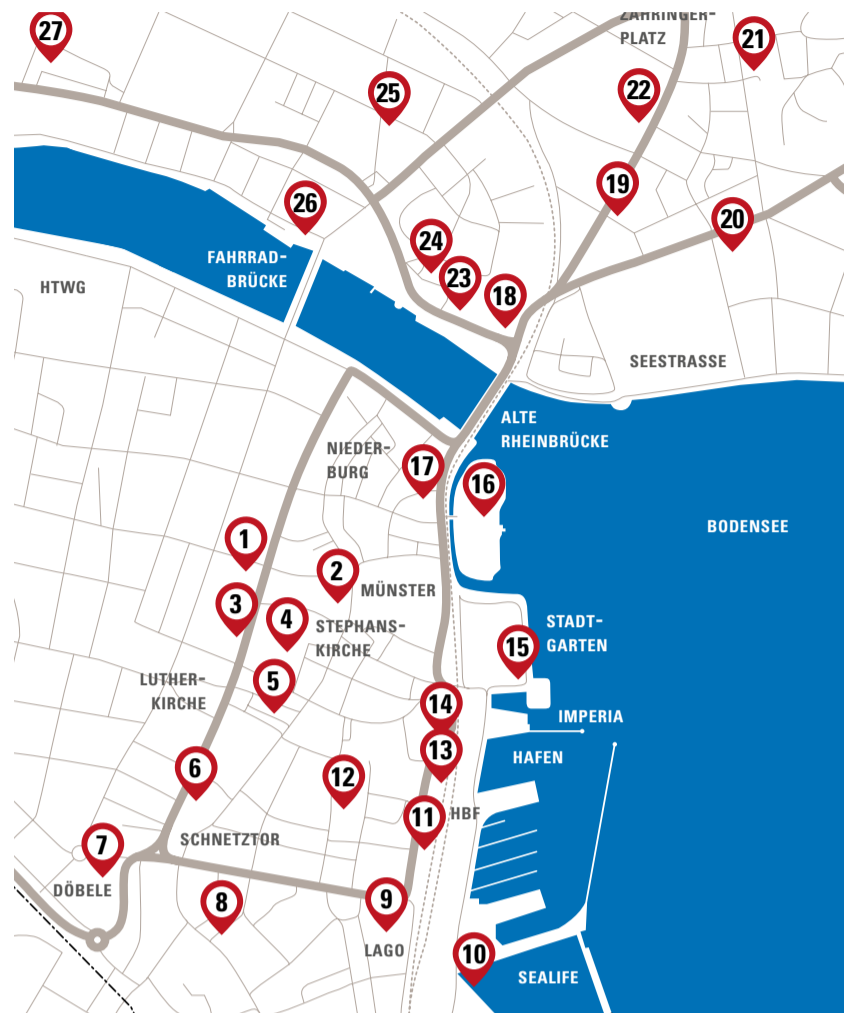 ZÄHRINGER-
PLATZ
27
21
25
22
19
26
20
24
FAHRRAD-
BRÜCKE
23
18
HTWG
SEESTRASSE
ALTE
RHEINBRÜCKE
NIEDER-
BURG
17
16
BODENSEE
1
2
MÜNSTER
3
4
STEPHANS-
KIRCHE
STADT-
GARTEN
15
5
LUTHER-
KIRCHE
14
IMPERIA
13
HAFEN
6
12
11
HBF
SCHNETZTOR
7
DÖBELE
8
9
LAGO
10
SEALIFE